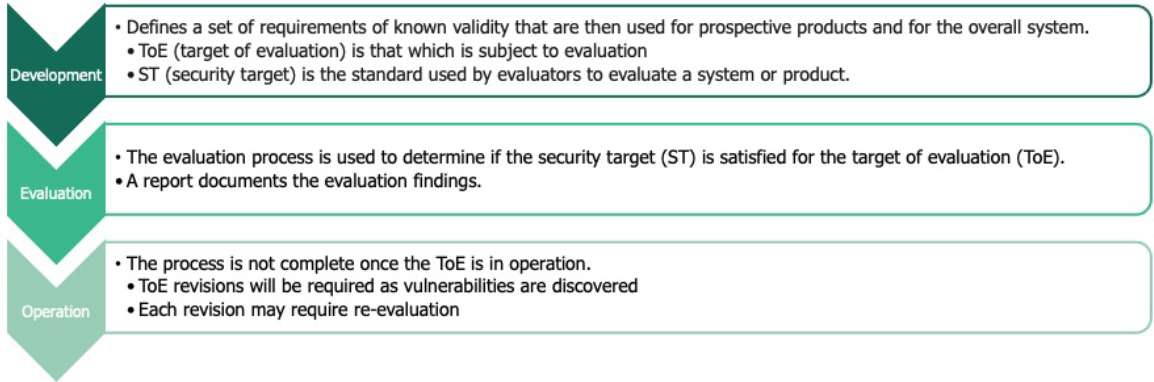 Development
• Defines a set of requirements of known validity that are then used for prospective products and for the overall system.
• ToE (target of evaluation) is that which is subject to evaluation
• ST (security target) is the standard used by evaluators to evaluate a system or product.
Evaluation
• The evaluation process is used to determine if the security target (ST) is satisfied for the target of evaluation (ToE).
• A report documents the evaluation findings.
Operation
• The process is not complete once the ToE is in operation.
• ToE revisions will be required as vulnerabilities are discovered
• Each revision may require re-evaluation